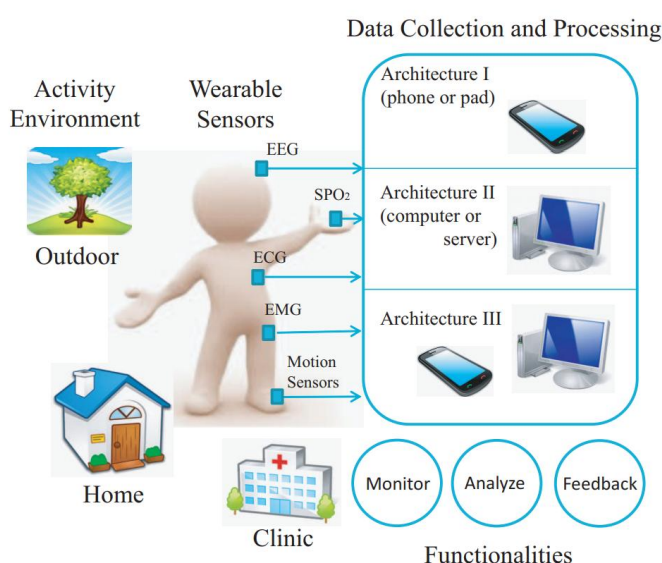 Data Collection and Processing
Activity
Environment
Wearable
Sensors
Outdoor
Home
Clinic
EEG
SPO₂
ECG
EMG
Motion
Sensors
Architecture I
(phone or pad)
Architecture II
(computer or
server)
Architecture III
Monitor
Analyze
Feedback
Functionalities